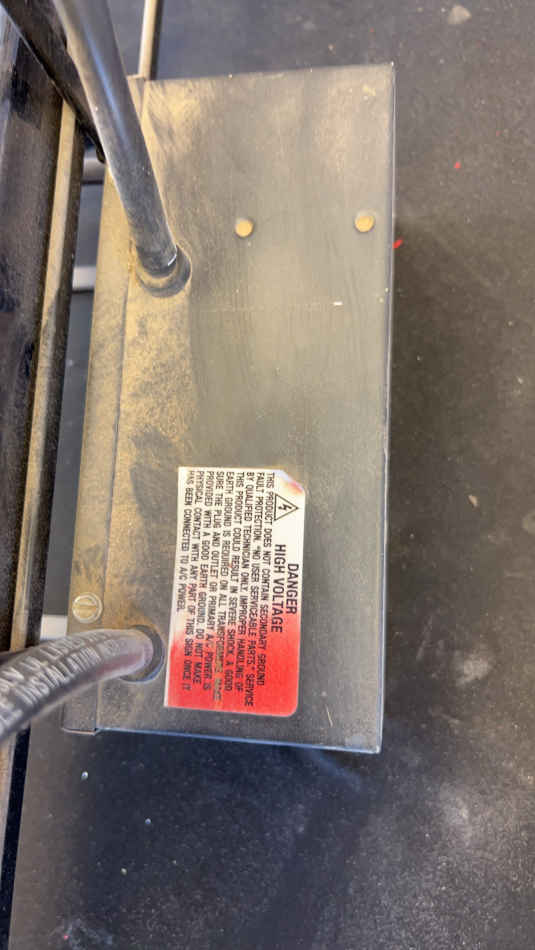 DANGER
HIGH VOLTAGE
THIS PRODUCT DOES NOT CONTAIN SECONDARY GROUND
FAULT PROTECTION. "NO USER SERVICEABLE PARTS." SERVICE
BY QUALIFIED TECHNICIAN ONLY. IMPROPER HANDLING OF
THIS PRODUCT COULD RESULT IN SEVERE SHOCK. A GOOD
EARTH GROUND IS REQUIRED ON ALL TRANSFORMERS. MAKE
SURE THE PLUG AND OUTLET OR PRIMARY A/C POWER IS
PROVIDED WITH A GOOD EARTH GROUND. DO NOT MAKE
PHYSICAL CONTACT WITH ANY PART OF THIS SIGN ONCE IT
HAS BEEN CONNECTED TO A/C POWER.
INSTALLATION